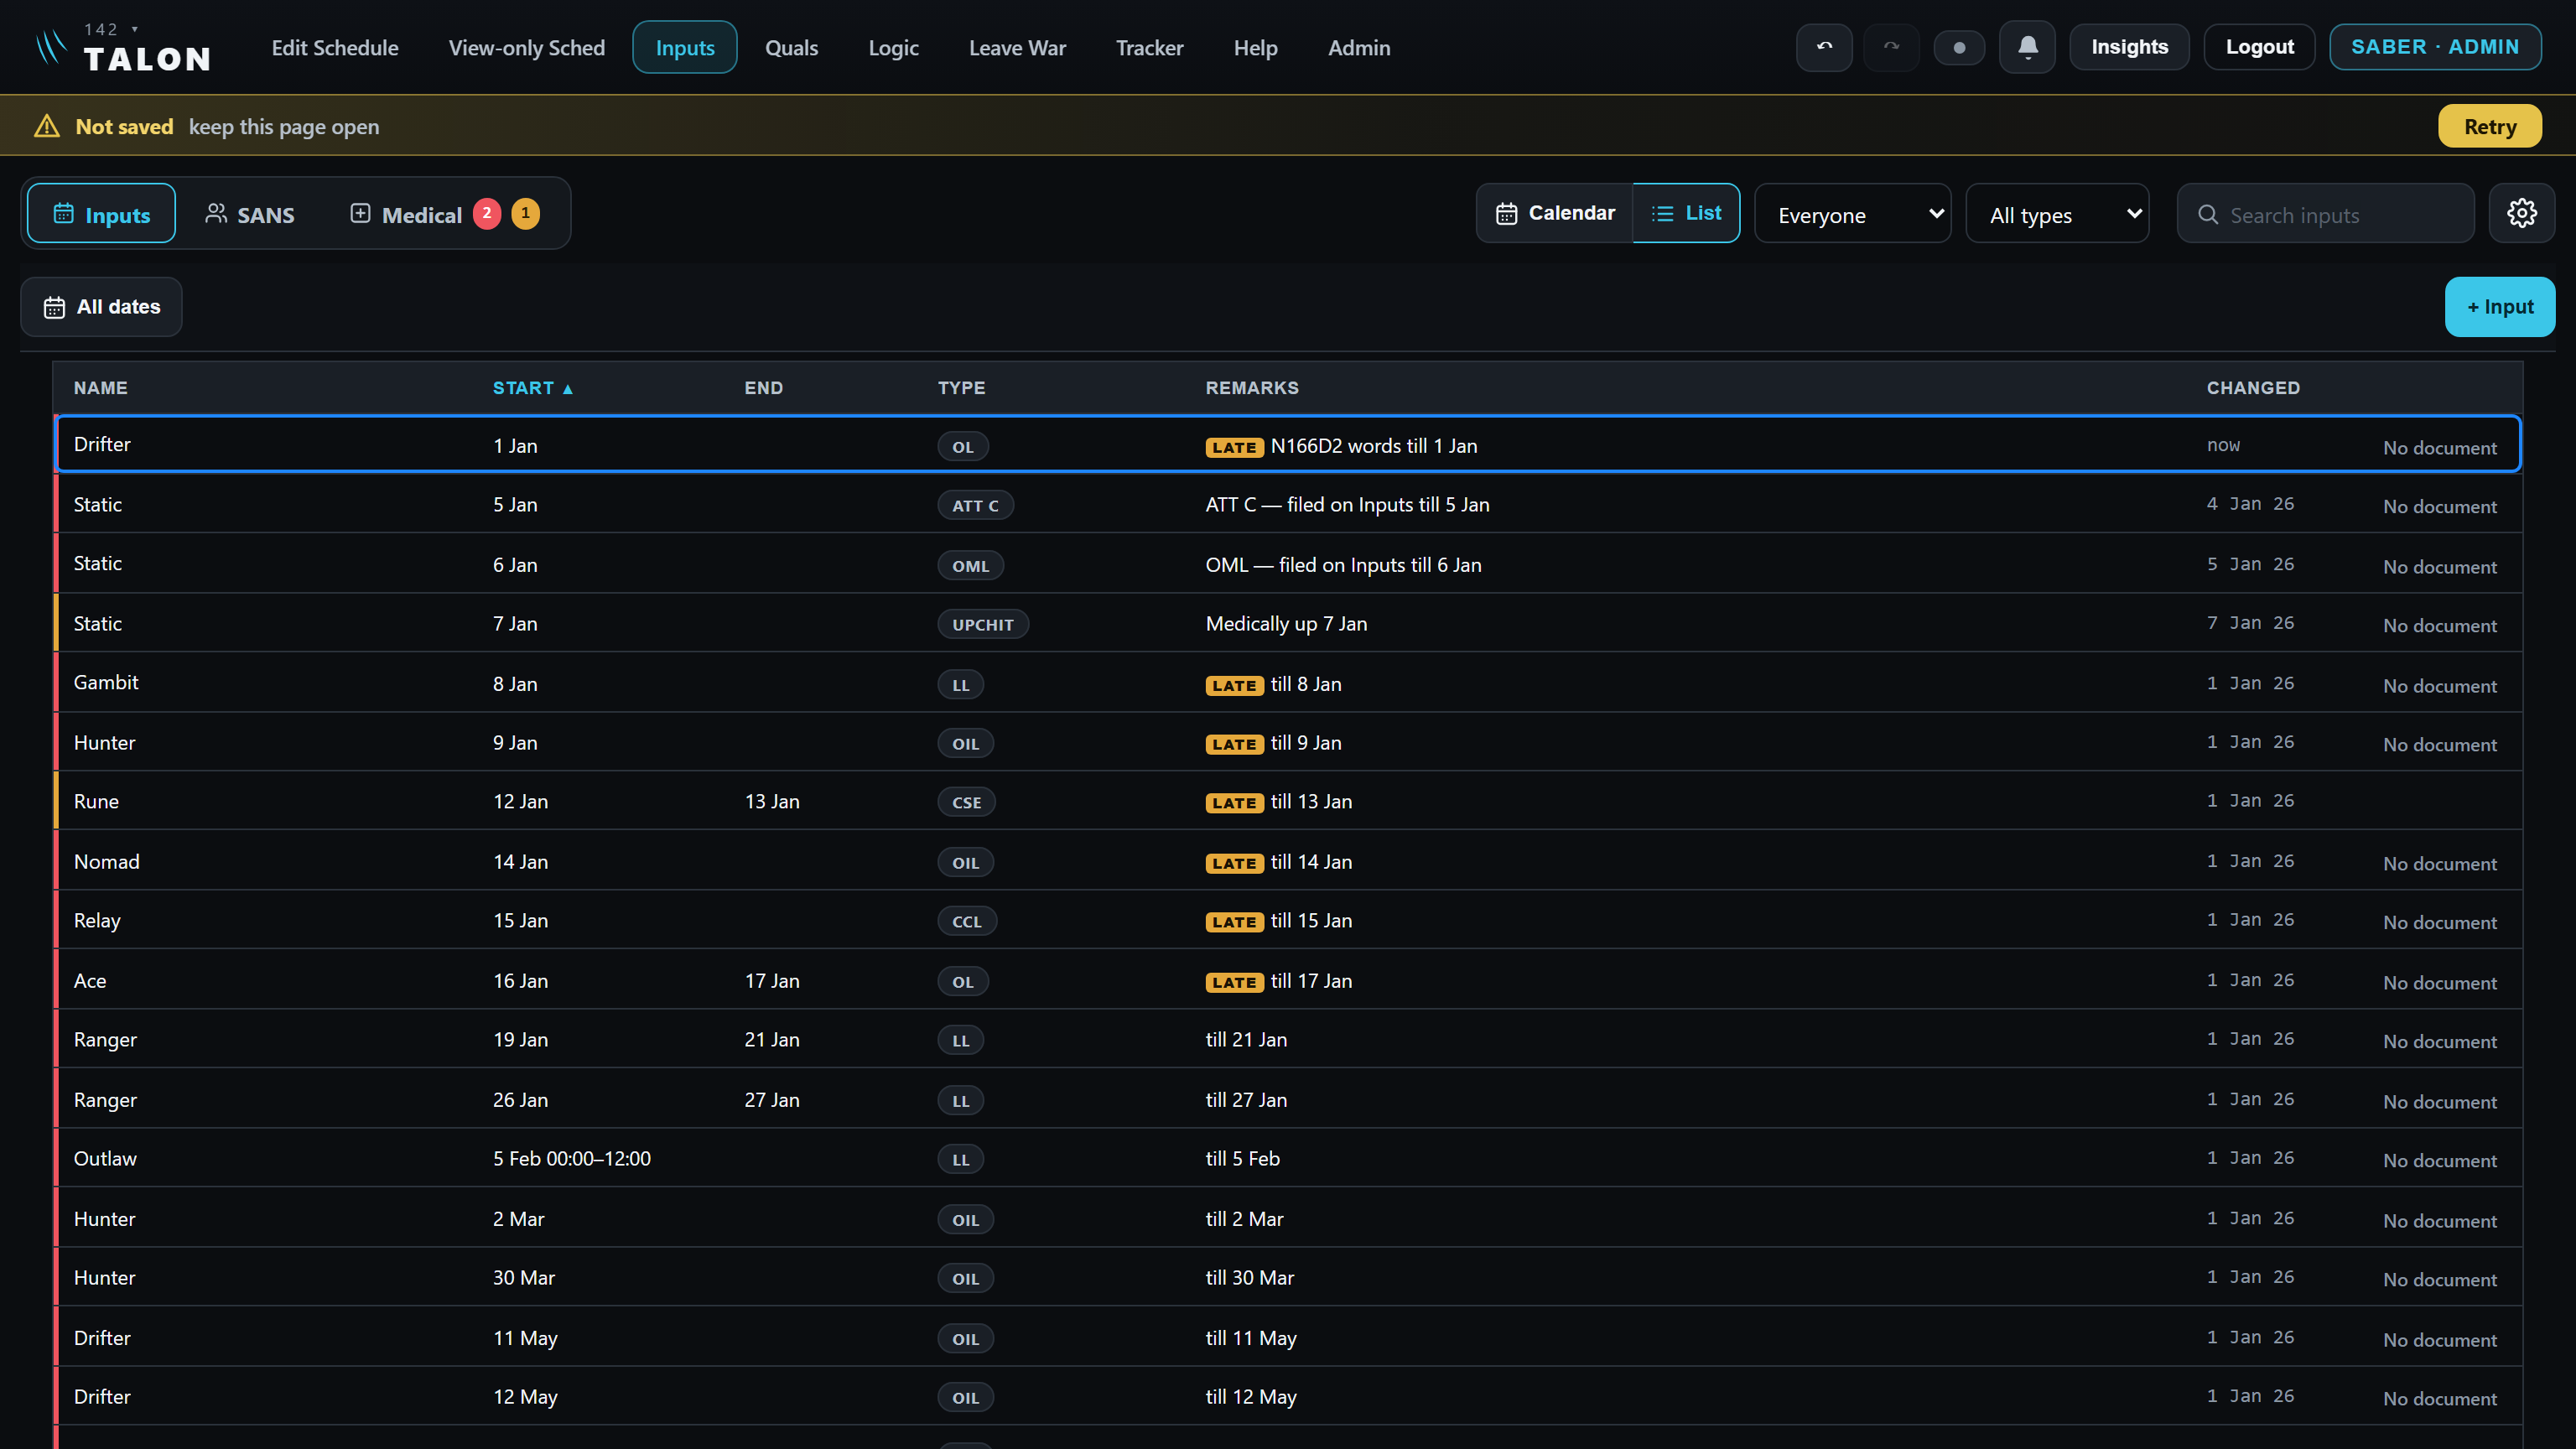 142 ▾
TALON
Edit Schedule View-only Sched Inputs Quals Logic Leave War Tracker Help Admin
Insights Logout SABER · ADMIN
Not saved keep this page open Retry
Inputs SANS Medical 2 1 Calendar List Everyone All types Search inputs
All dates + Input
NAME START ▲ END TYPE REMARKS CHANGED
Drifter 1 Jan OL LATE N166D2 words till 1 Jan now No document
Static 5 Jan ATT C ATT C — filed on Inputs till 5 Jan 4 Jan 26 No document
Static 6 Jan OML OML — filed on Inputs till 6 Jan 5 Jan 26 No document
Static 7 Jan UPCHIT Medically up 7 Jan 7 Jan 26 No document
Gambit 8 Jan LL LATE till 8 Jan 1 Jan 26 No document
Hunter 9 Jan OIL LATE till 9 Jan 1 Jan 26 No document
Rune 12 Jan 13 Jan CSE LATE till 13 Jan 1 Jan 26
Nomad 14 Jan OIL LATE till 14 Jan 1 Jan 26 No document
Relay 15 Jan CCL LATE till 15 Jan 1 Jan 26 No document
Ace 16 Jan 17 Jan OL LATE till 17 Jan 1 Jan 26 No document
Ranger 19 Jan 21 Jan LL till 21 Jan 1 Jan 26 No document
Ranger 26 Jan 27 Jan LL till 27 Jan 1 Jan 26 No document
Outlaw 5 Feb 00:00–12:00 LL till 5 Feb 1 Jan 26 No document
Hunter 2 Mar OIL till 2 Mar 1 Jan 26 No document
Hunter 30 Mar OIL till 30 Mar 1 Jan 26 No document
Drifter 11 May OIL till 11 May 1 Jan 26 No document
Drifter 12 May OIL till 12 May 1 Jan 26 No document